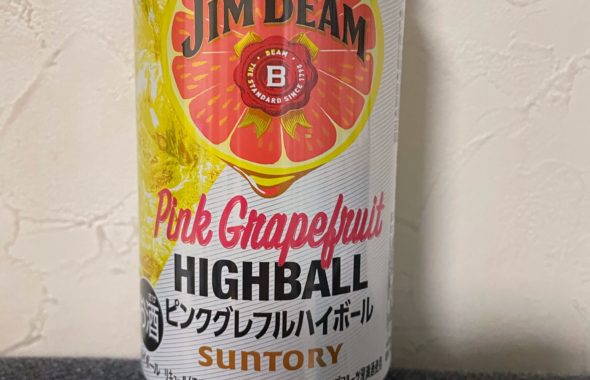 JIM BEAM
BEAM
B
THE STANDARD SINCE 1795
Pink Grapefruit
HIGHBALL
ピンクグレフルハイボール
酒
SUNTORY